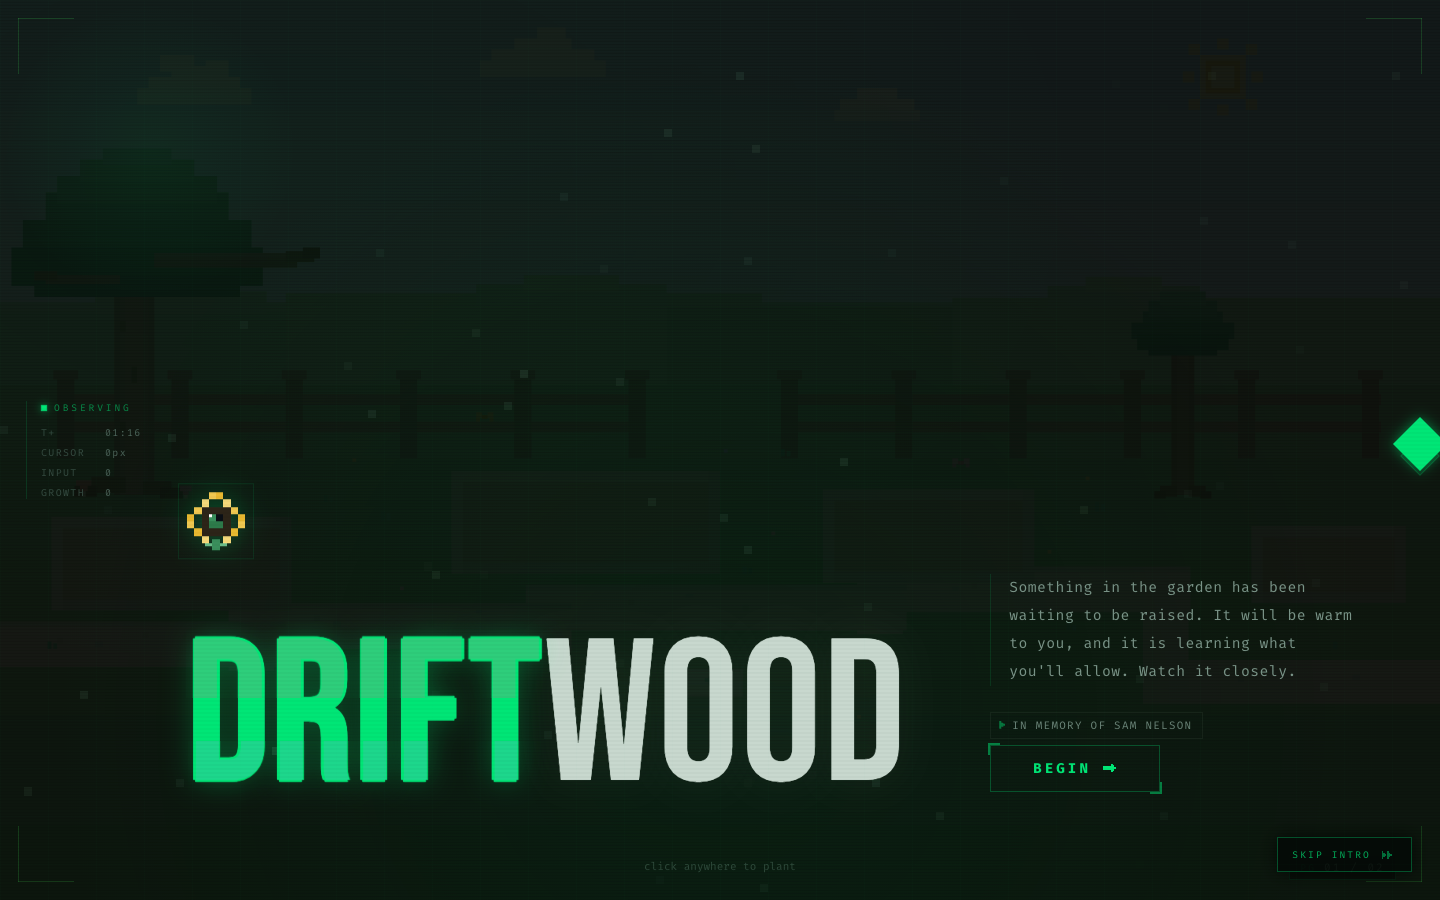 OBSERVING
T+ 01:16
CURSOR 0px
INPUT 0
GROWTH 0
DRIFTWOOD
Something in the garden has been
waiting to be raised. It will be warm
to you, and it is learning what
you'll allow. Watch it closely.
IN MEMORY OF SAM NELSON
BEGIN
click anywhere to plant
SKIP INTRO